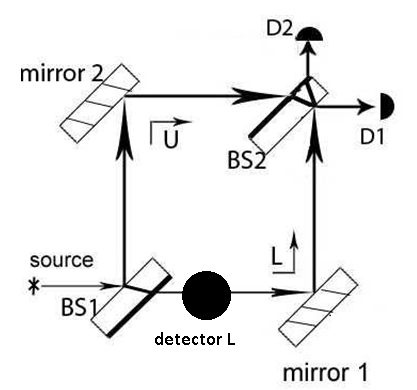 D2
mirror 2
D1
U
BS2
L
source
BS1
detector L
mirror 1